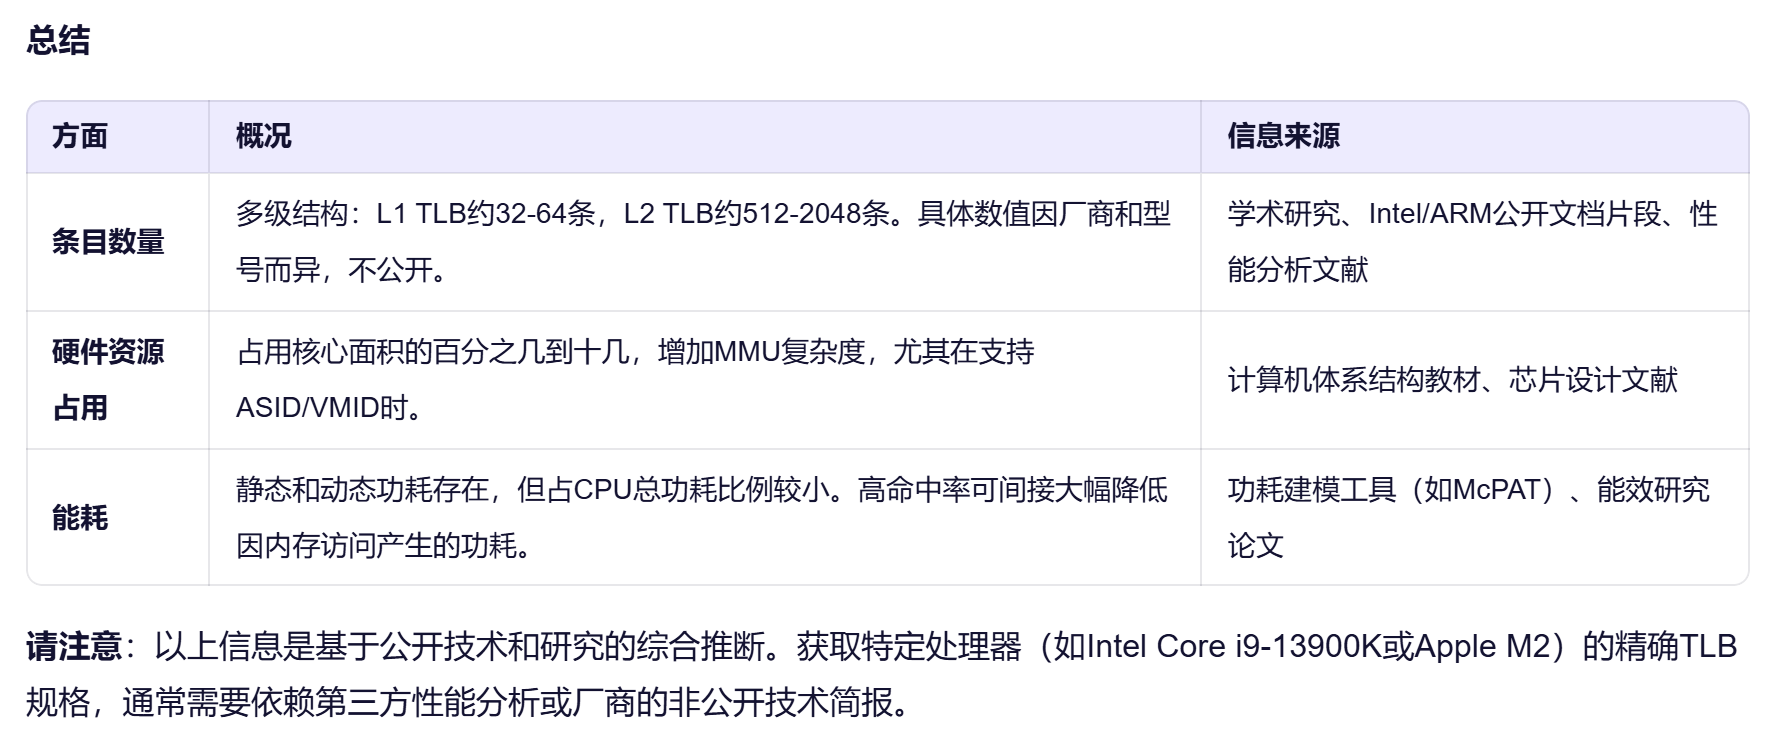 总结
方面
概况
信息来源
条目数量
多级结构：L1 TLB约32-64条，L2 TLB约512-2048条。具体数值因厂商和型
号而异，不公开。
学术研究、Intel/ARM公开文档片段、性
能分析文献
硬件资源
占用
占用核心面积的百分之几到十几，增加MMU复杂度，尤其在支持
ASID/VMID时。
计算机体系结构教材、芯片设计文献
能耗
静态和动态功耗存在，但占CPU总功耗比例较小。高命中率可间接大幅降低
因内存访问产生的功耗。
功耗建模工具（如McPAT）、能效研究
论文
请注意：以上信息是基于公开技术和研究的综合推断。获取特定处理器（如Intel Core i9-13900K或Apple M2）的精确TLB
规格，通常需要依赖第三方性能分析或厂商的非公开技术简报。